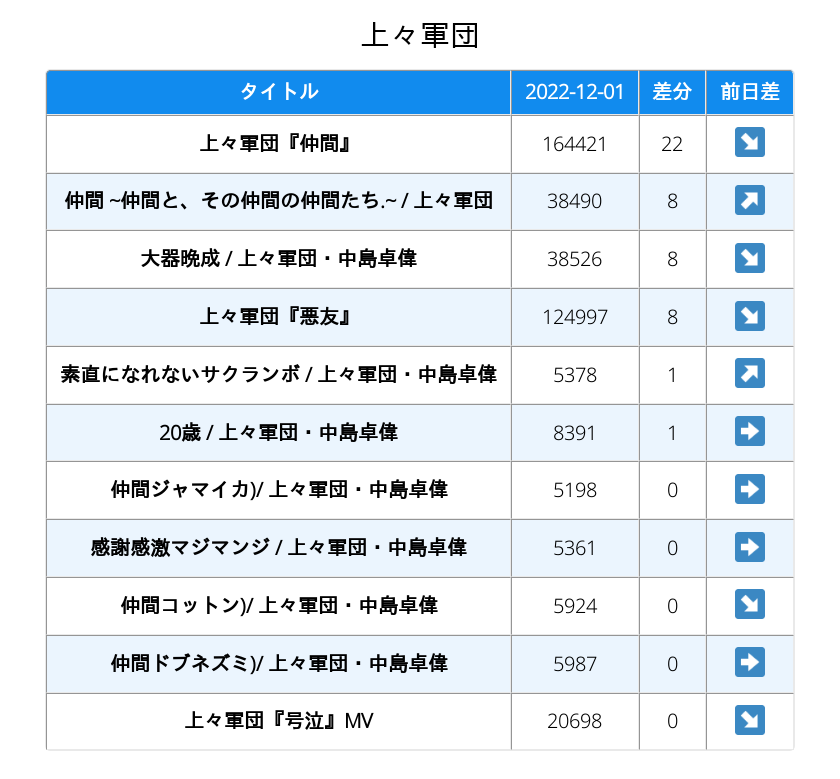 上々軍団
タイトル 2022-12-01 差分 前日差
上々軍団『仲間』 164421 22 ↘
仲間 ~仲間と、その仲間の仲間たち.~ / 上々軍団 38490 8 ↗
大器晩成 / 上々軍団・中島卓偉 38526 8 ↘
上々軍団『悪友』 124997 8 ↘
素直になれないサクランボ / 上々軍団・中島卓偉 5378 1 ↗
20歳 / 上々軍団・中島卓偉 8391 1 ➡
仲間ジャマイカ)/ 上々軍団・中島卓偉 5198 0 ➡
感謝感激マジマンジ / 上々軍団・中島卓偉 5361 0 ➡
仲間コットン)/ 上々軍団・中島卓偉 5924 0 ↘
仲間ドブネズミ)/ 上々軍団・中島卓偉 5987 0 ➡
上々軍団『号泣』MV 20698 0 ↘